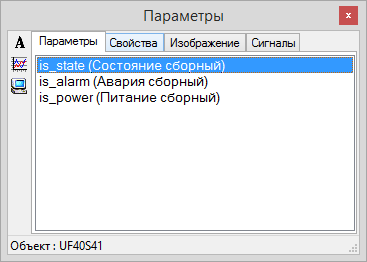 Параметры
x
A
Параметры Свойства Изображение Сигналы
is_state (Состояние сборный)
is_alarm (Авария сборный)
is_power (Питание сборный)
Объект : UF40S41